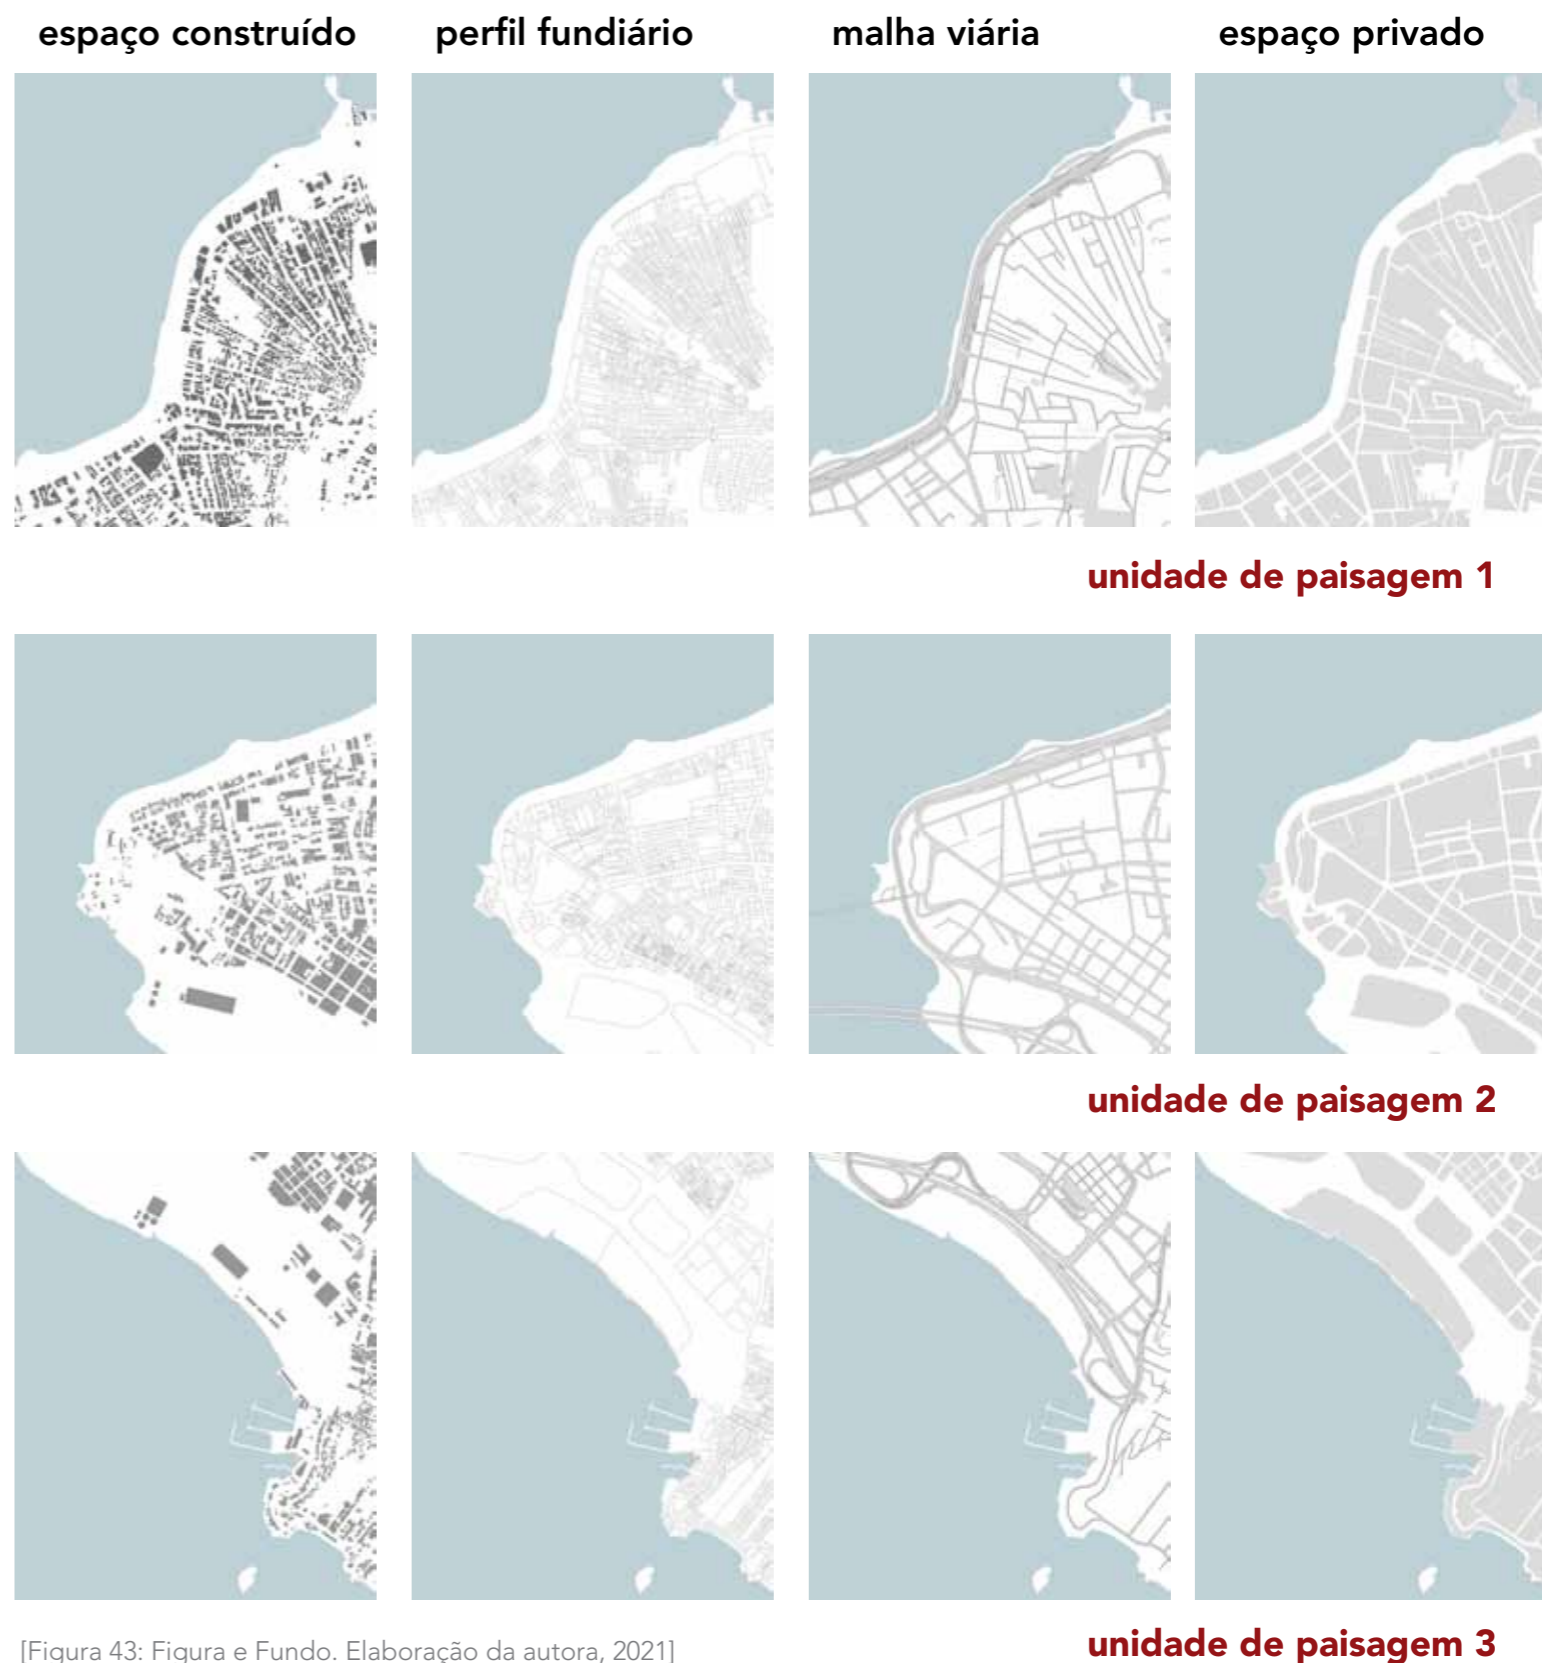 espaço construído
perfil fundiário
malha viária
espaço privado
unidade de paisagem 1
unidade de paisagem 2
unidade de paisagem 3
[Figura 43: Figura e Fundo. Elaboração da autora, 2021]